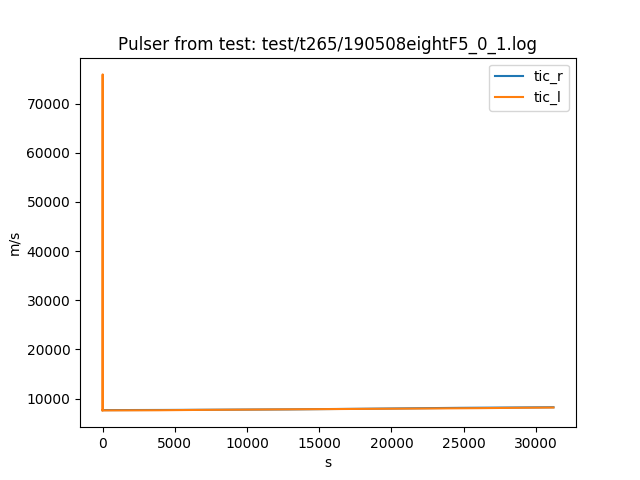 Pulser from test: test/t265/190508eightF5_0_1.log
tic_r
tic_l
70000
60000
50000
40000
30000
20000
10000
m/s
0 5000 10000 15000 20000 25000 30000
s